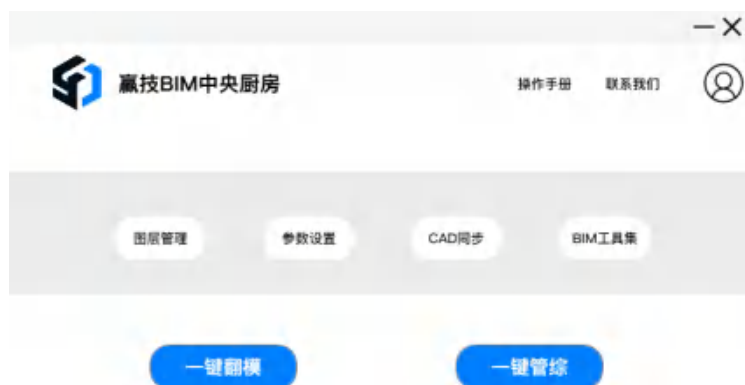 赢技BIM中央厨房
操作手册 联系我们
图层管理 参数设置 CAD同步 BIM工具集
一键翻模 一键管综